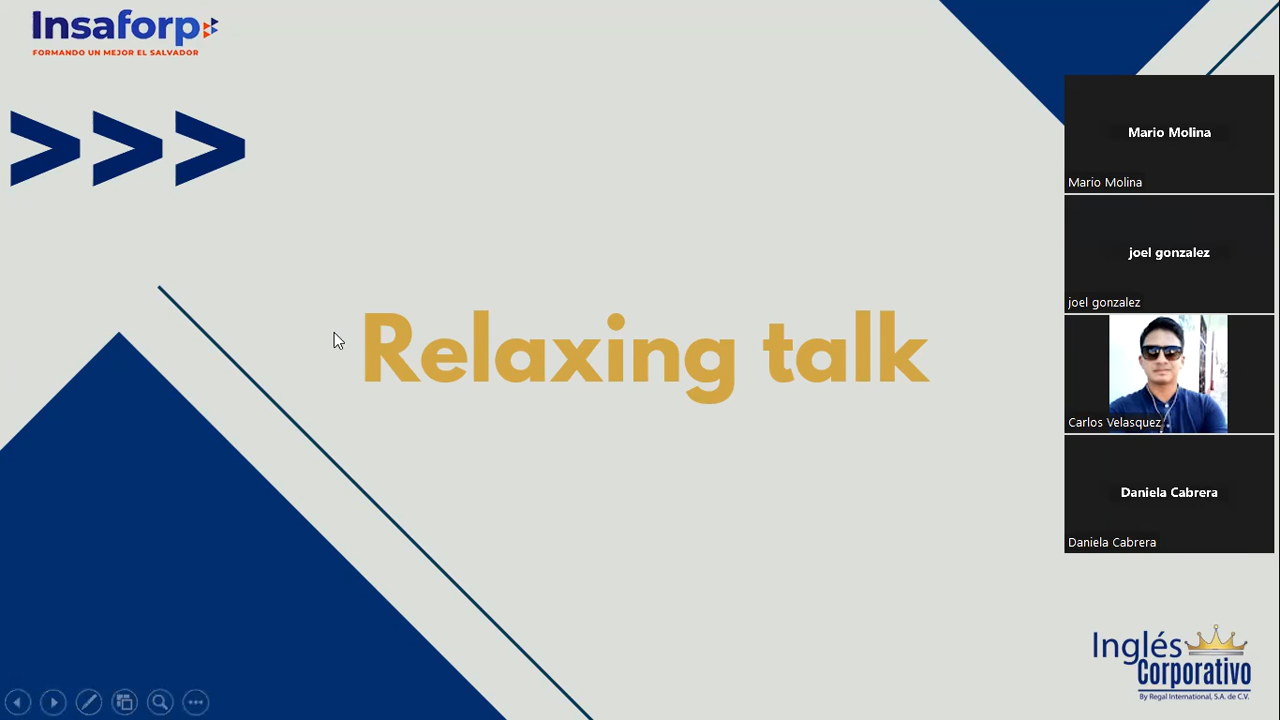 Insaforp
FORMANDO UN MEJOR EL SALVADOR
>>>
Relaxing talk
Mario Molina
Mario Molina
joel gonzalez
joel gonzalez
Carlos Velasquez
Daniela Cabrera
Daniela Cabrera
Inglés
Corporativo
By Regal International, S.A. de C.V.